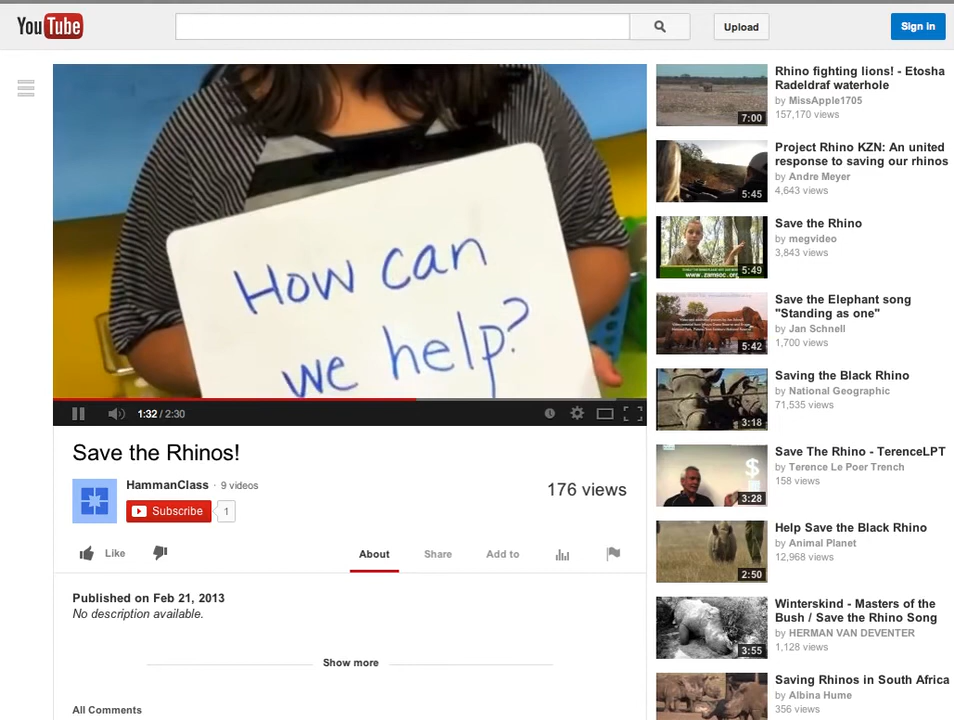 YouTube
Upload
Sign in
How can
we help?
1:32 / 2:30
Save the Rhinos!
HammanClass · 9 videos
Subscribe 1
176 views
Like
About
Share
Add to
Published on Feb 21, 2013
No description available.
Show more
All Comments
7:00
Rhino fighting lions! - Etosha
Radeldraf waterhole
by MissApple1705
157,170 views
5:45
Project Rhino KZN: An united
response to saving our rhinos
by Andre Meyer
4,643 views
www.zamsoc.org
5:49
Save the Rhino
by megvideo
3,843 views
5:42
Save the Elephant song
"Standing as one"
by Jan Schnell
1,700 views
3:18
Saving the Black Rhino
by National Geographic
71,535 views
$
3:28
Save The Rhino - TerenceLPT
by Terence Le Poer Trench
158 views
2:50
Help Save the Black Rhino
by Animal Planet
12,968 views
3:55
Winterskind - Masters of the
Bush / Save the Rhino Song
by HERMAN VAN DEVENTER
1,128 views
Saving Rhinos in South Africa
by Albina Hume
356 views